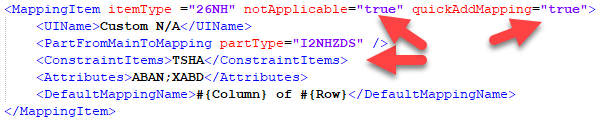 <MappingItem itemType ="26NH" notApplicable="true" quickAddMapping="true">
<UIName>Custom N/A</UIName>
<PartFromMainToMapping partType="I2NHZDS" />
<ConstraintItems>TSHA</ConstraintItems>
<Attributes>ABAN;XABD</Attributes>
<DefaultMappingName>#{Column} of #{Row}</DefaultMappingName>
</MappingItem>